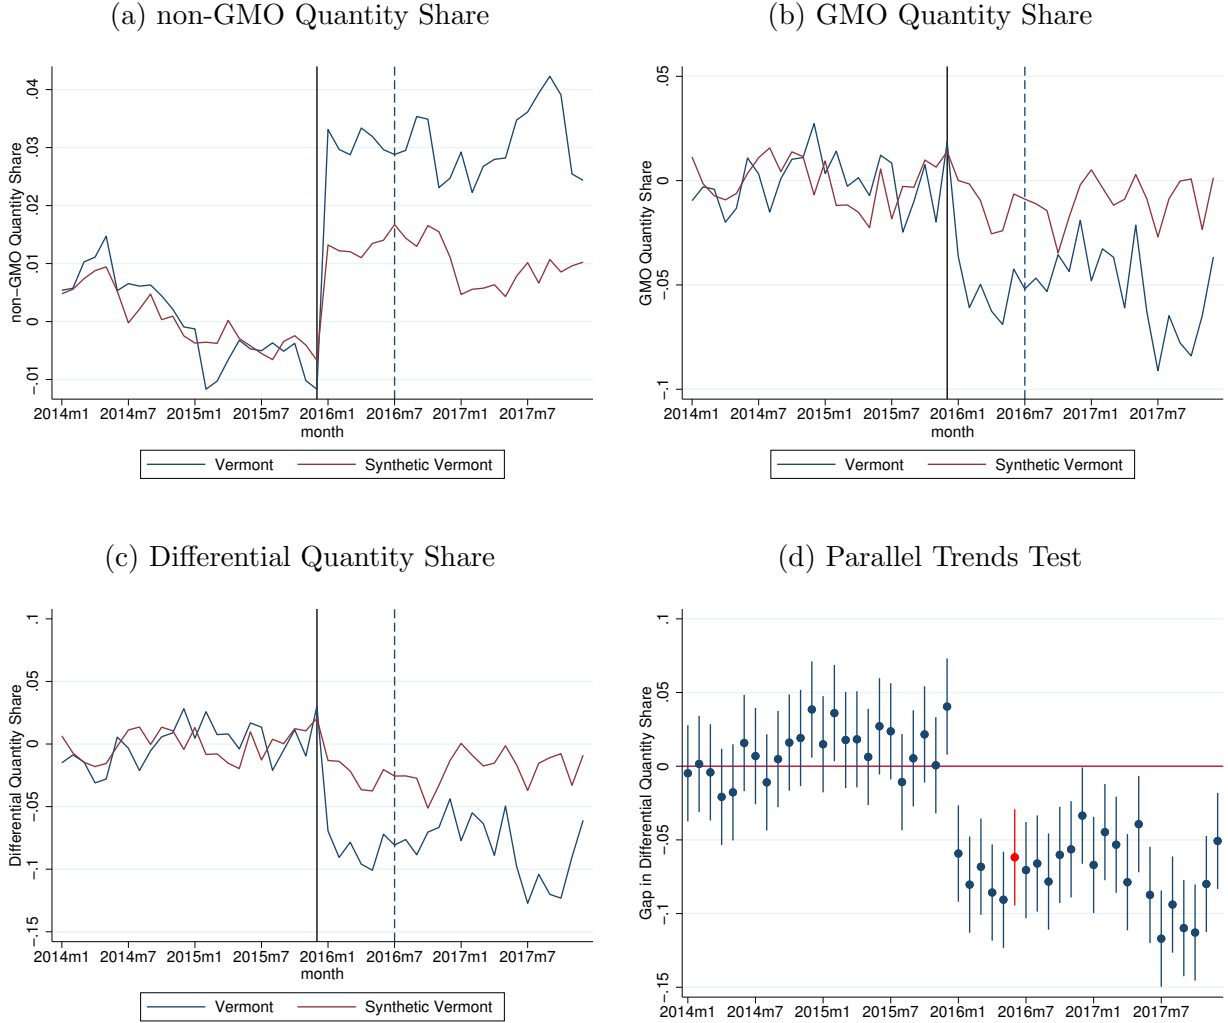 (a) non-GMO Quantity Share
non−GMO Quantity Share
.04
.03
.02
.01
0
−.01
2014m1 2014m7 2015m1 2015m7 2016m1 2016m7 2017m1 2017m7
month
Vermont Synthetic Vermont
(b) GMO Quantity Share
GMO Quantity Share
.05
0
−.05
−.1
2014m1 2014m7 2015m1 2015m7 2016m1 2016m7 2017m1 2017m7
month
Vermont Synthetic Vermont
(c) Differential Quantity Share
Differential Quantity Share
.1
.05
0
−.05
−.1
−.15
2014m1 2014m7 2015m1 2015m7 2016m1 2016m7 2017m1 2017m7
month
Vermont Synthetic Vermont
(d) Parallel Trends Test
Gap in Differential Quantity Share
.1
.05
0
−.05
−.1
−.15
2014m1 2014m7 2015m1 2015m7 2016m1 2016m7 2017m1 2017m7